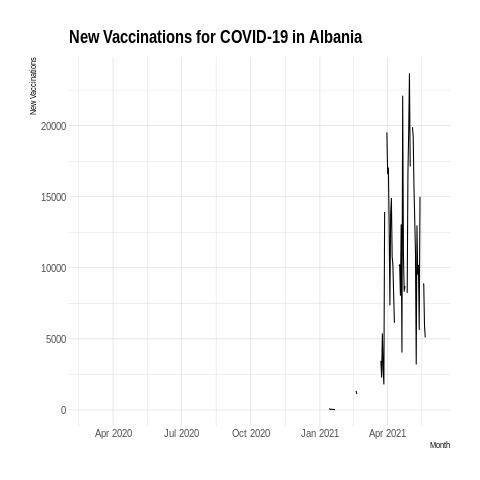 New Vaccinations for COVID-19 in Albania
New Vaccinations
20000
15000
10000
5000
0
Apr 2020 Jul 2020 Oct 2020 Jan 2021 Apr 2021
Month